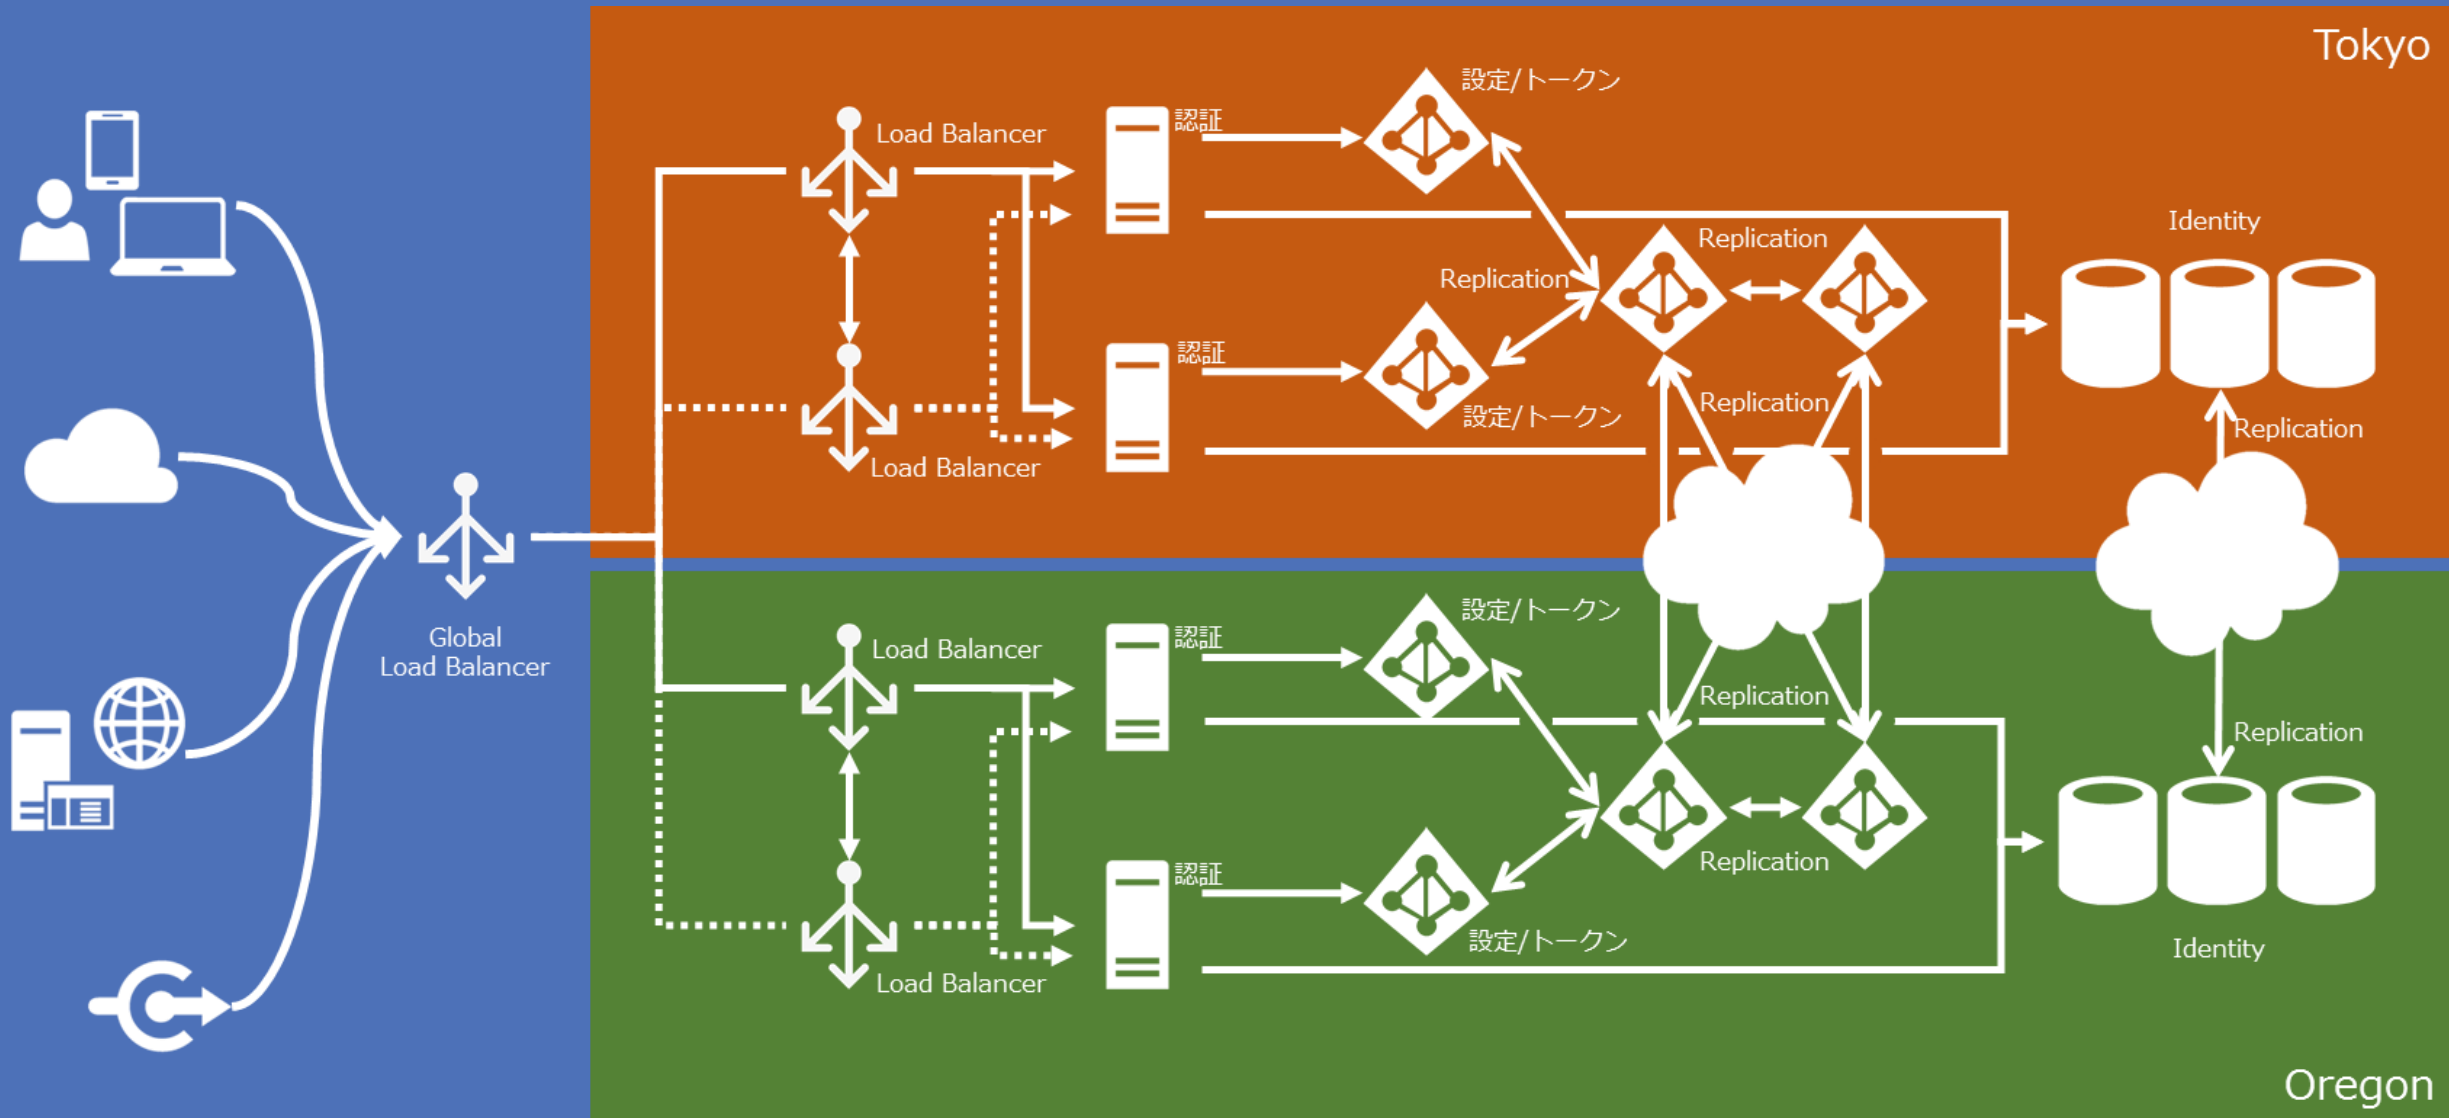 Tokyo
設定/トークン
認証
Load Balancer
Identity
Replication
Replication
認証
Replication
設定/トークン
Replication
Load Balancer
Global
Load Balancer
設定/トークン
認証
Load Balancer
Replication
Replication
Replication
認証
設定/トークン
Identity
Load Balancer
Oregon